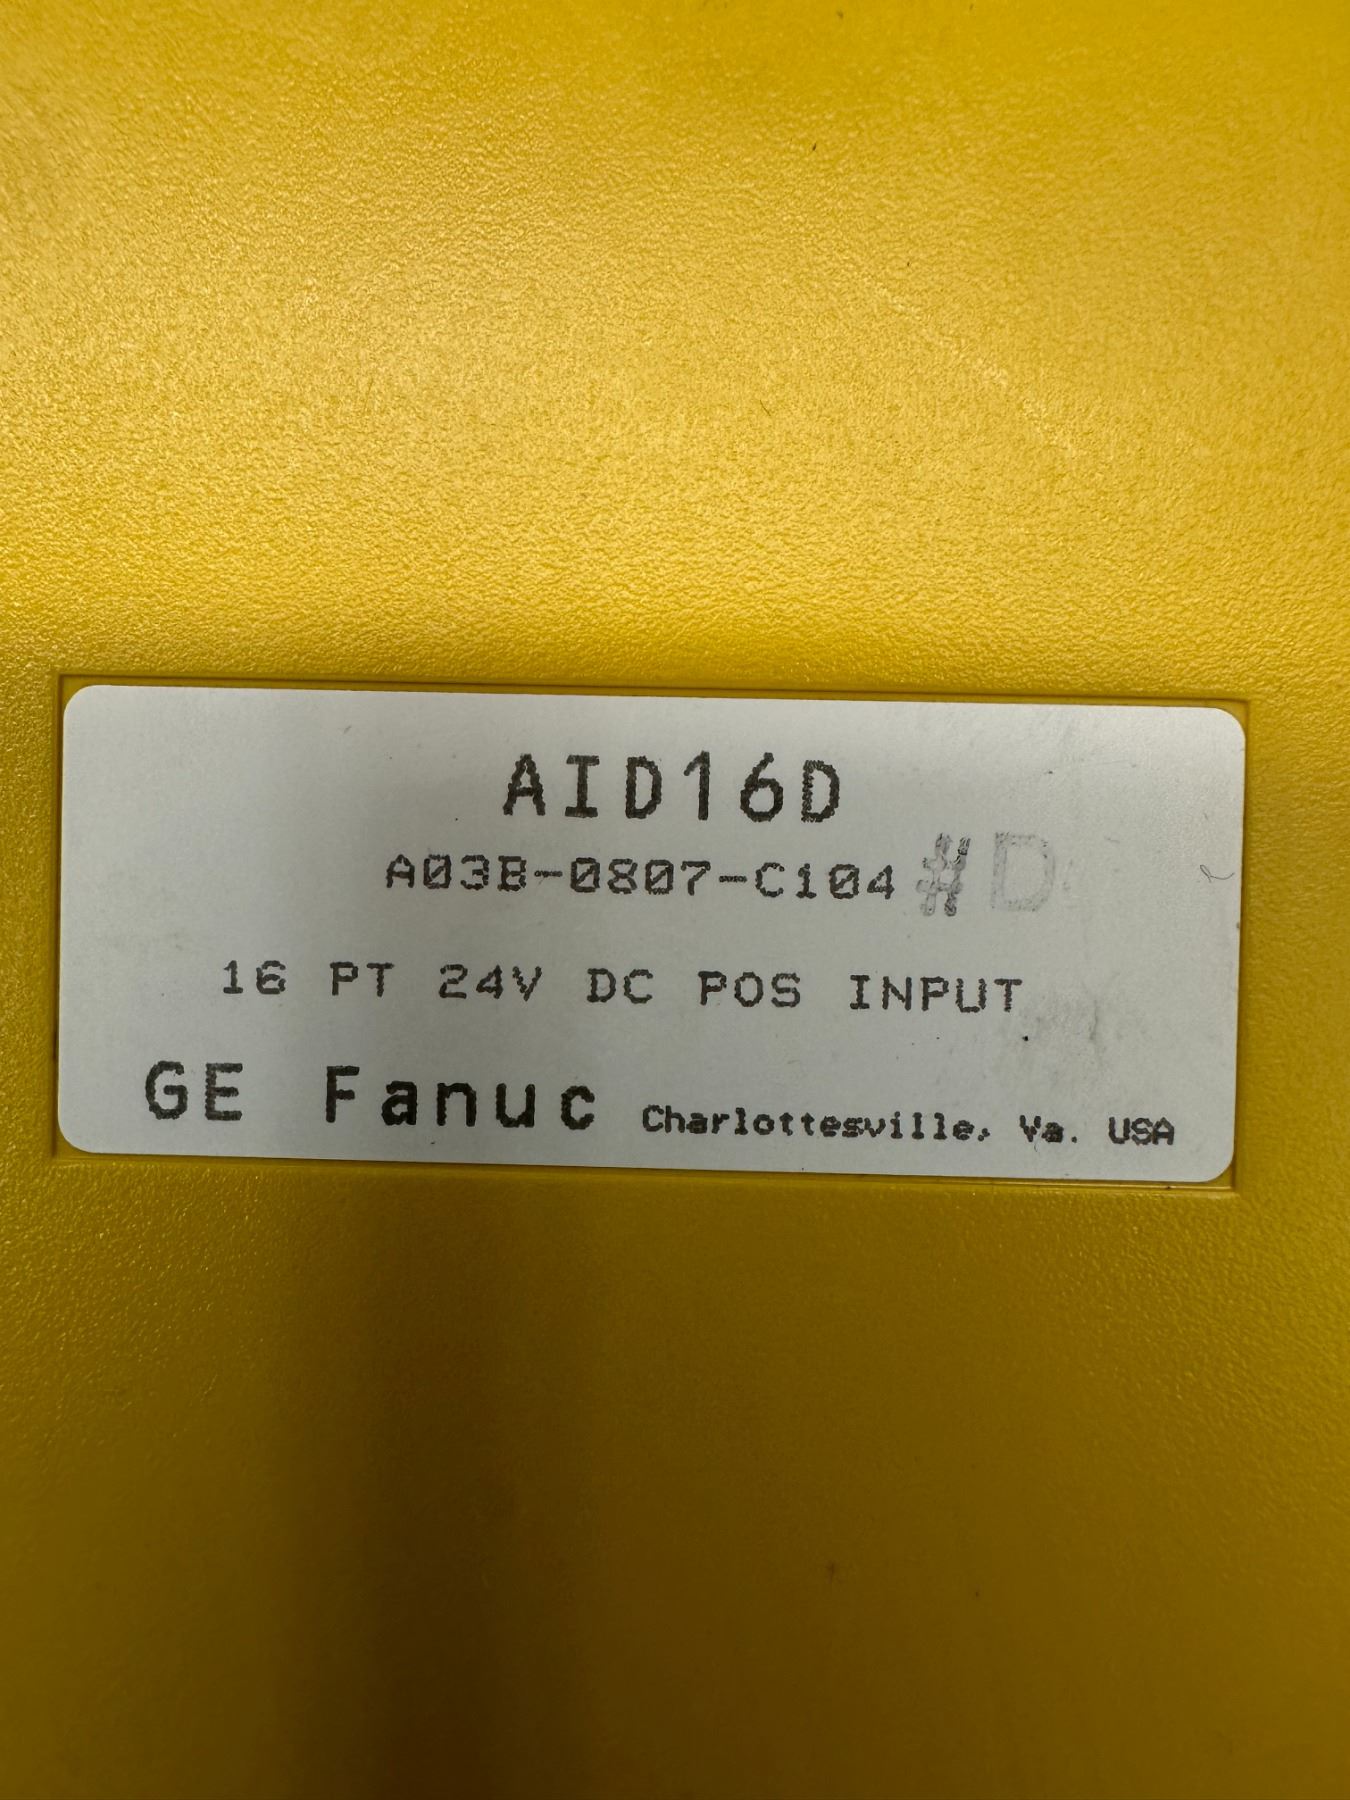 AID16D
A03B-0807-C104 #D
16 PT 24V DC POS INPUT
GE Fanuc Charlottesville, Va. USA